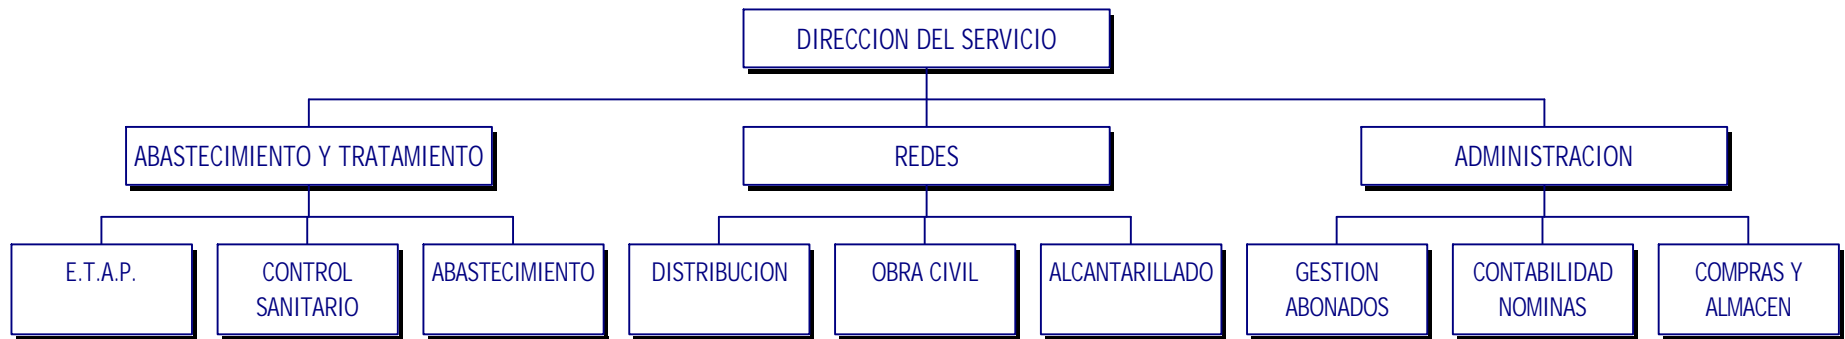 DIRECCION DEL SERVICIO
ABASTECIMIENTO Y TRATAMIENTO
REDES
ADMINISTRACION
E.T.A.P.
CONTROL
SANITARIO
ABASTECIMIENTO
DISTRIBUCION
OBRA CIVIL
ALCANTARILLADO
GESTION
ABONADOS
CONTABILIDAD
NOMINAS
COMPRAS Y
ALMACEN